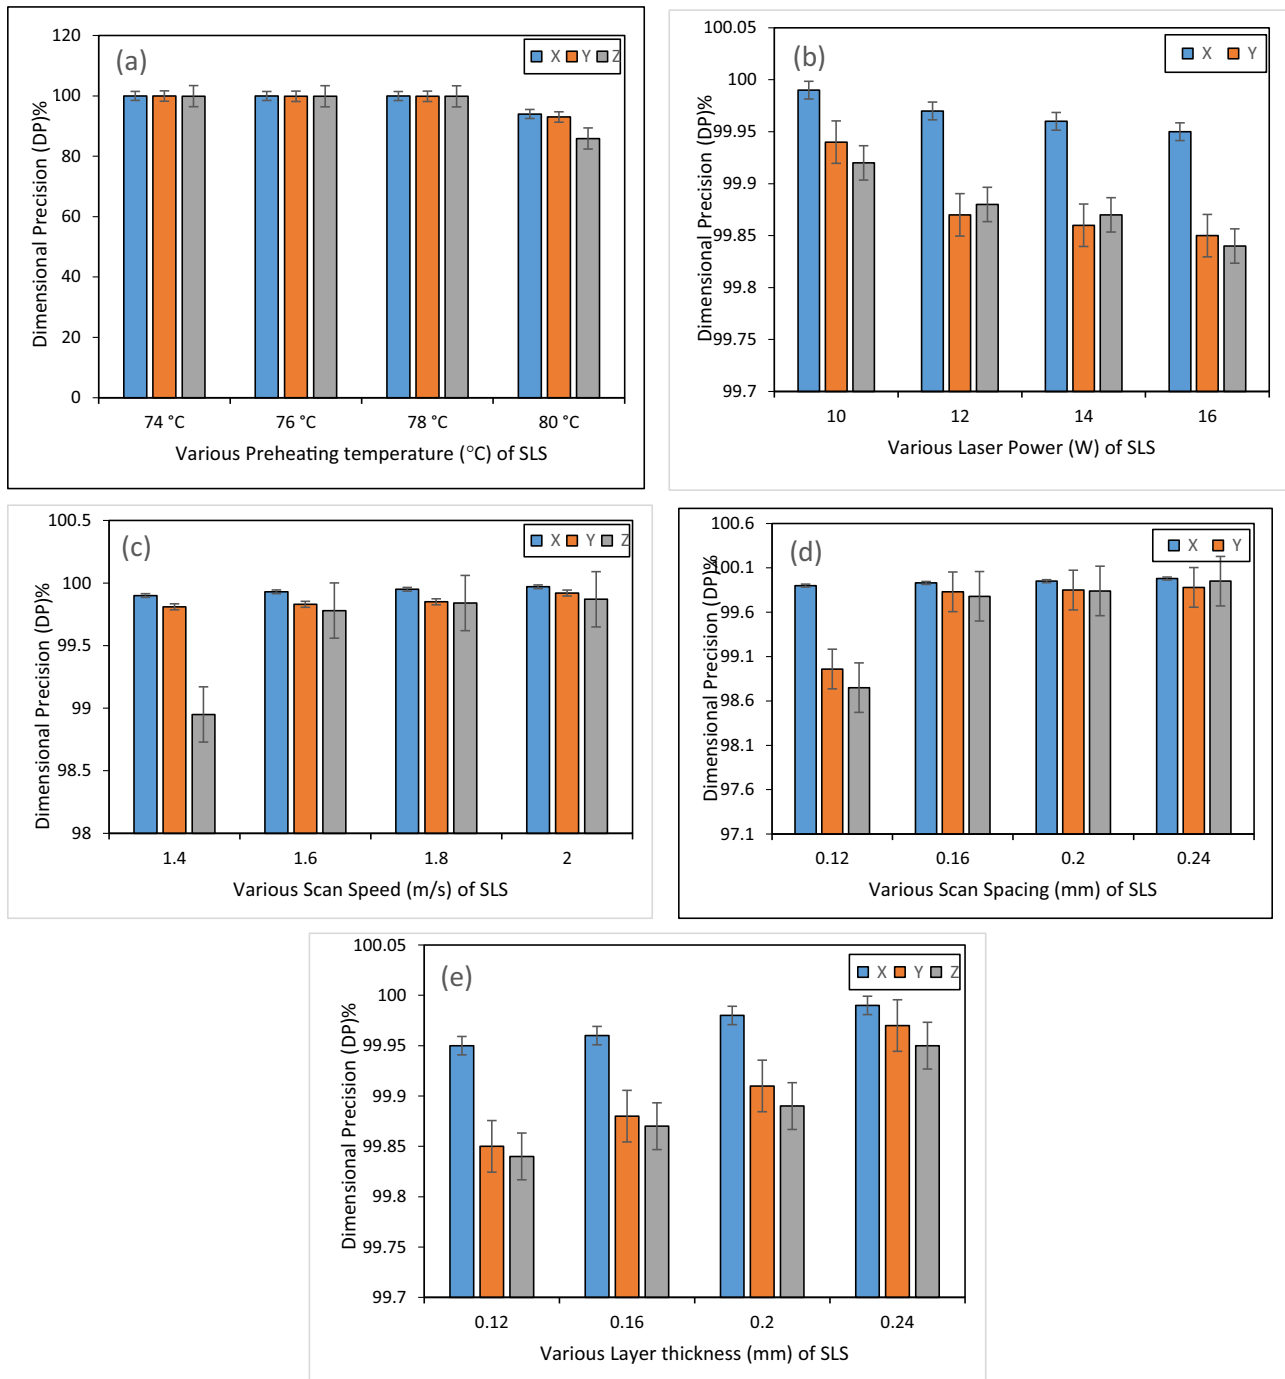 (a)
X Y Z
120
100
80
60
40
20
0
Dimensional Precision (DP)%
74 °C 76 °C 78 °C 80 °C
Various Preheating temperature (°C) of SLS
(b)
X Y
100.05
100
99.95
99.9
99.85
99.8
99.75
99.7
Dimensional Precision (DP)%
10 12 14 16
Various Laser Power (W) of SLS
(c)
X Y Z
100.5
100
99.5
99
98.5
98
Dimensional Precision (DP)%
1.4 1.6 1.8 2
Various Scan Speed (m/s) of SLS
(d)
X Y
100.6
100.1
99.6
99.1
98.6
98.1
97.6
97.1
Dimensional Precision (DP)%
0.12 0.16 0.2 0.24
Various Scan Spacing (mm) of SLS
(e)
X Y Z
100.05
100
99.95
99.9
99.85
99.8
99.75
99.7
Dimensional Precision (DP)%
0.12 0.16 0.2 0.24
Various Layer thickness (mm) of SLS